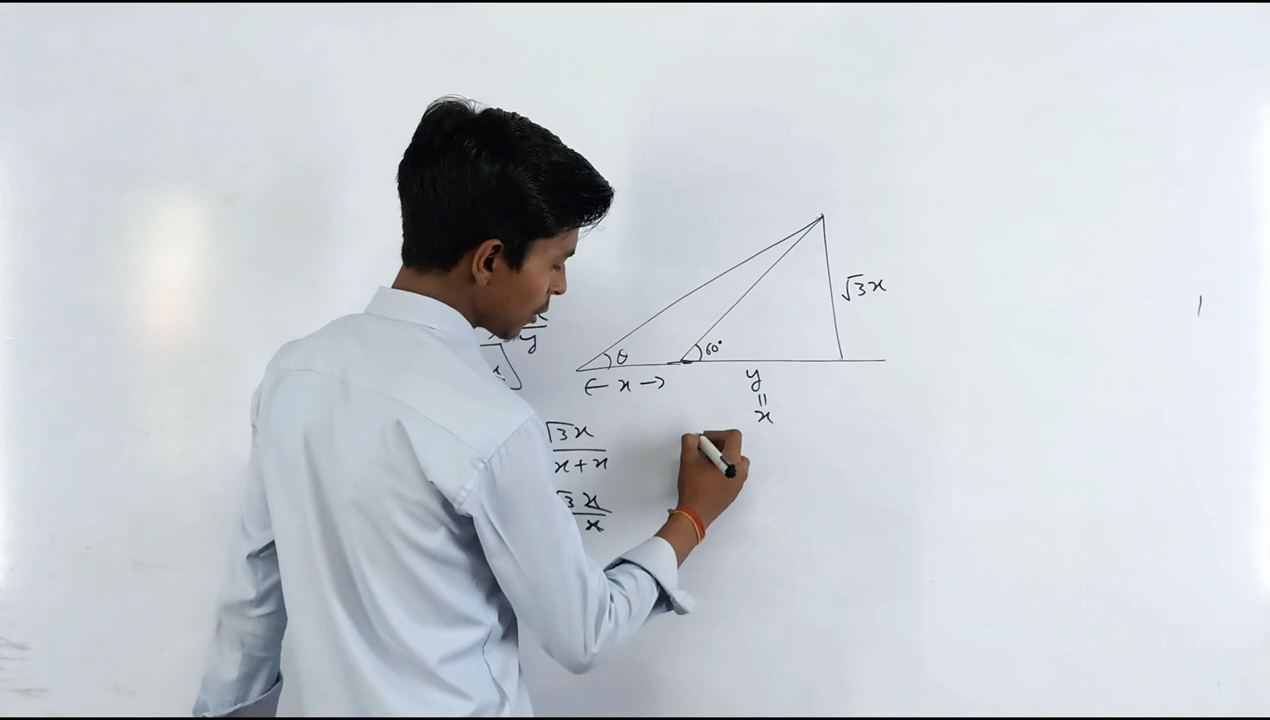 √3x
θ
60°
← x →
y
=
x
y
√3x
x+x
√3x
x